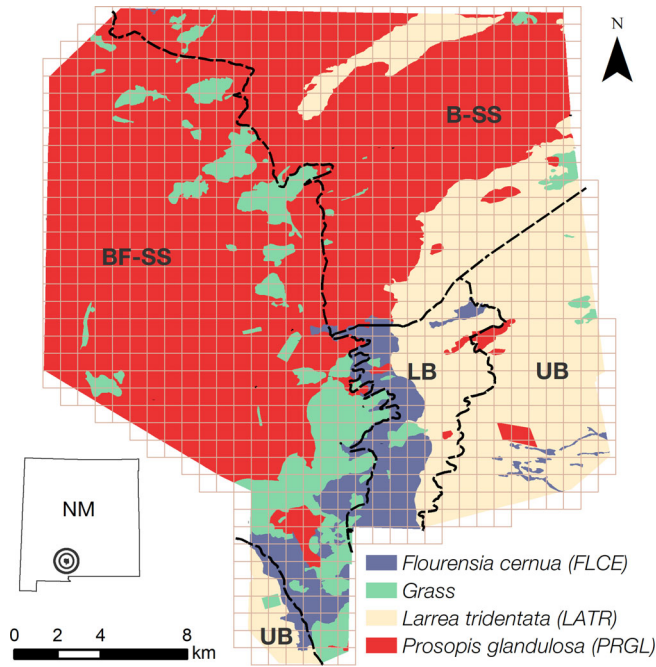 N
B-SS
BF-SS
LB
UB
NM
UB
Flourensia cernua (FLCE)
Grass
Larrea tridentata (LATR)
Prosopis glandulosa (PRGL)
0 2 4 8
km